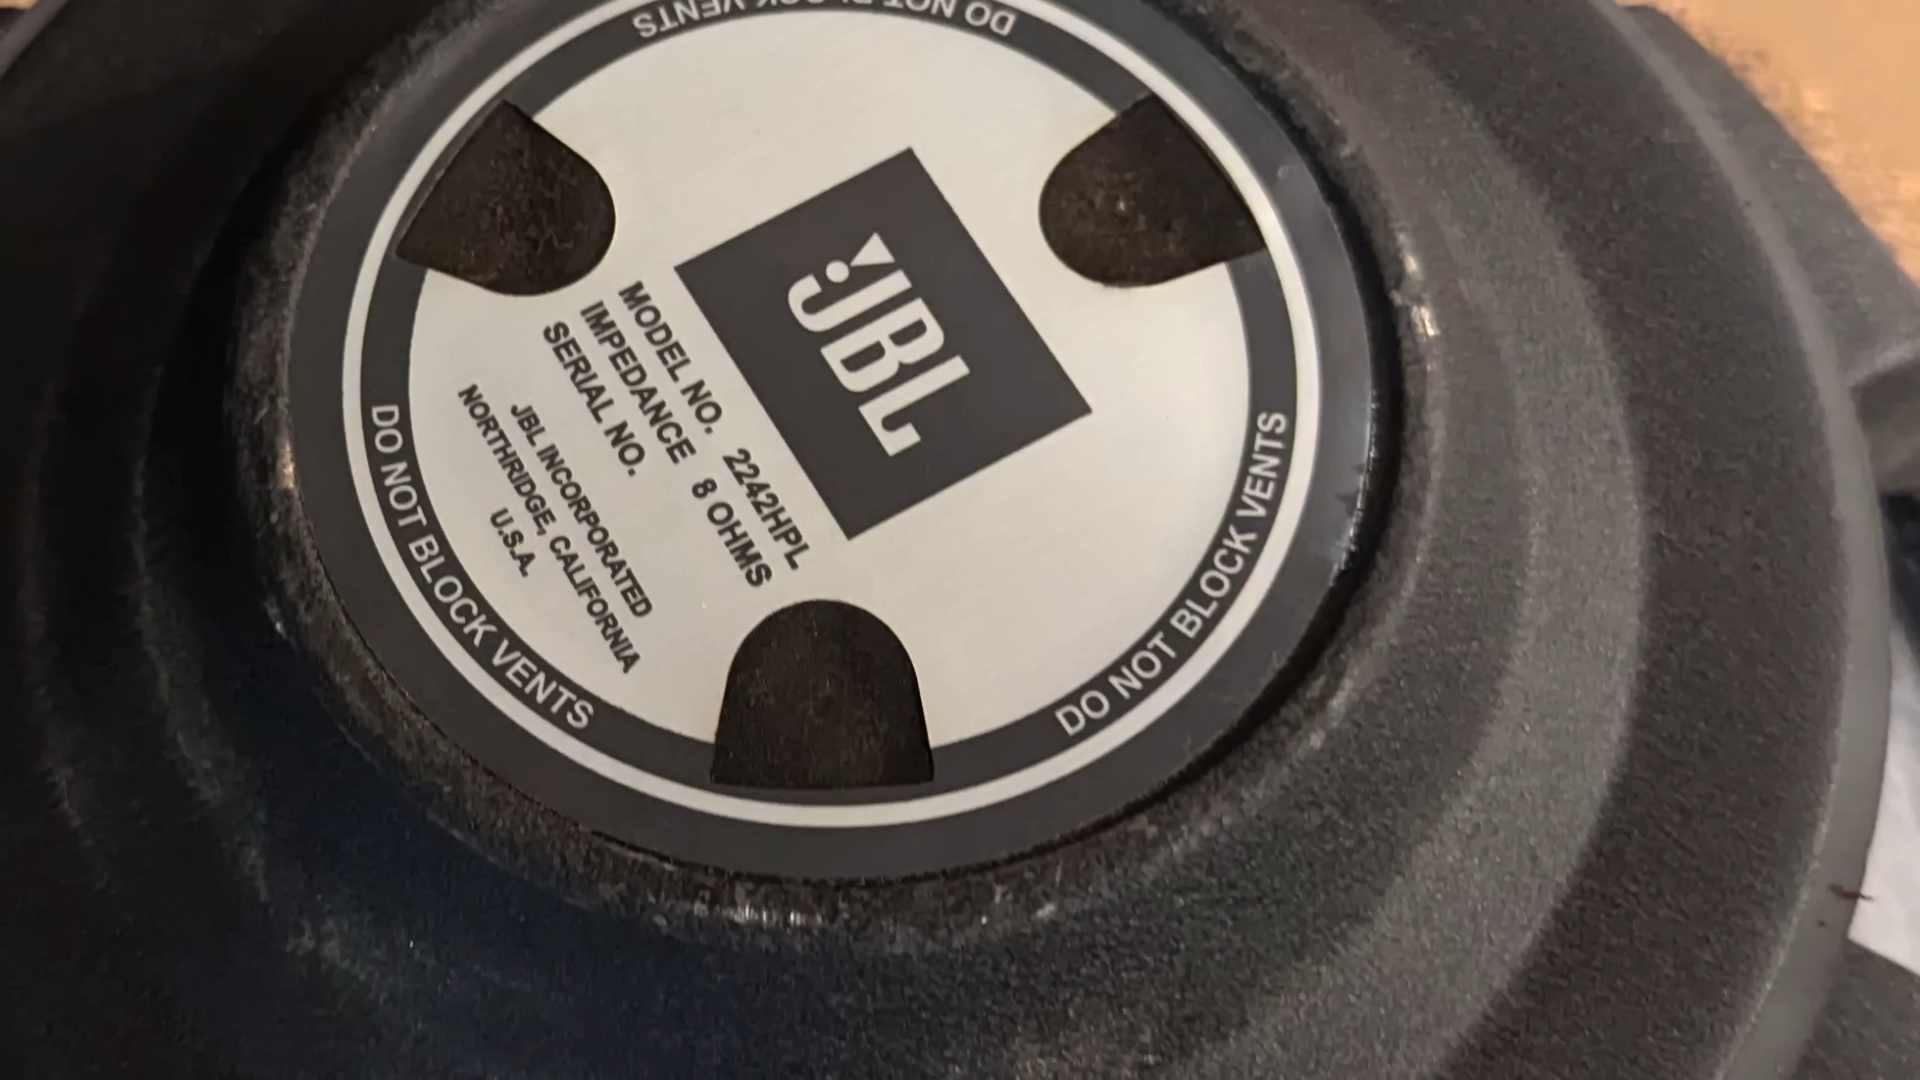 JBL
MODEL NO. 2242HPL
IMPEDANCE 8 OHMS
SERIAL NO.
JBL INCORPORATED
NORTHRIDGE, CALIFORNIA
U.S.A.
DO NOT BLOCK VENTS
DO NOT BLOCK VENTS
DO NOT BLOCK VENTS